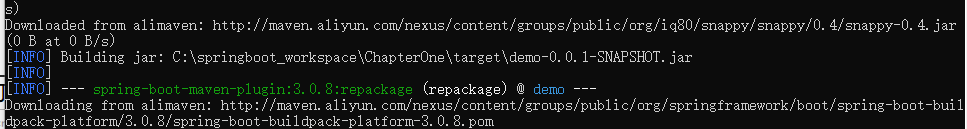 s)
Downloaded from alimaven: http://maven.aliyun.com/nexus/content/groups/public/org/iq80/snappy/snappy/0.4/snappy-0.4.jar
(0 B at 0 B/s)
[INFO] Building jar: C:\springboot_workspace\ChapterOne\target\demo-0.0.1-SNAPSHOT.jar
[INFO]
[INFO] --- spring-boot-maven-plugin:3.0.8:repackage (repackage) @ demo ---
Downloading from alimaven: http://maven.aliyun.com/nexus/content/groups/public/org/springframework/boot/spring-boot-buil
dpack-platform/3.0.8/spring-boot-buildpack-platform-3.0.8.pom